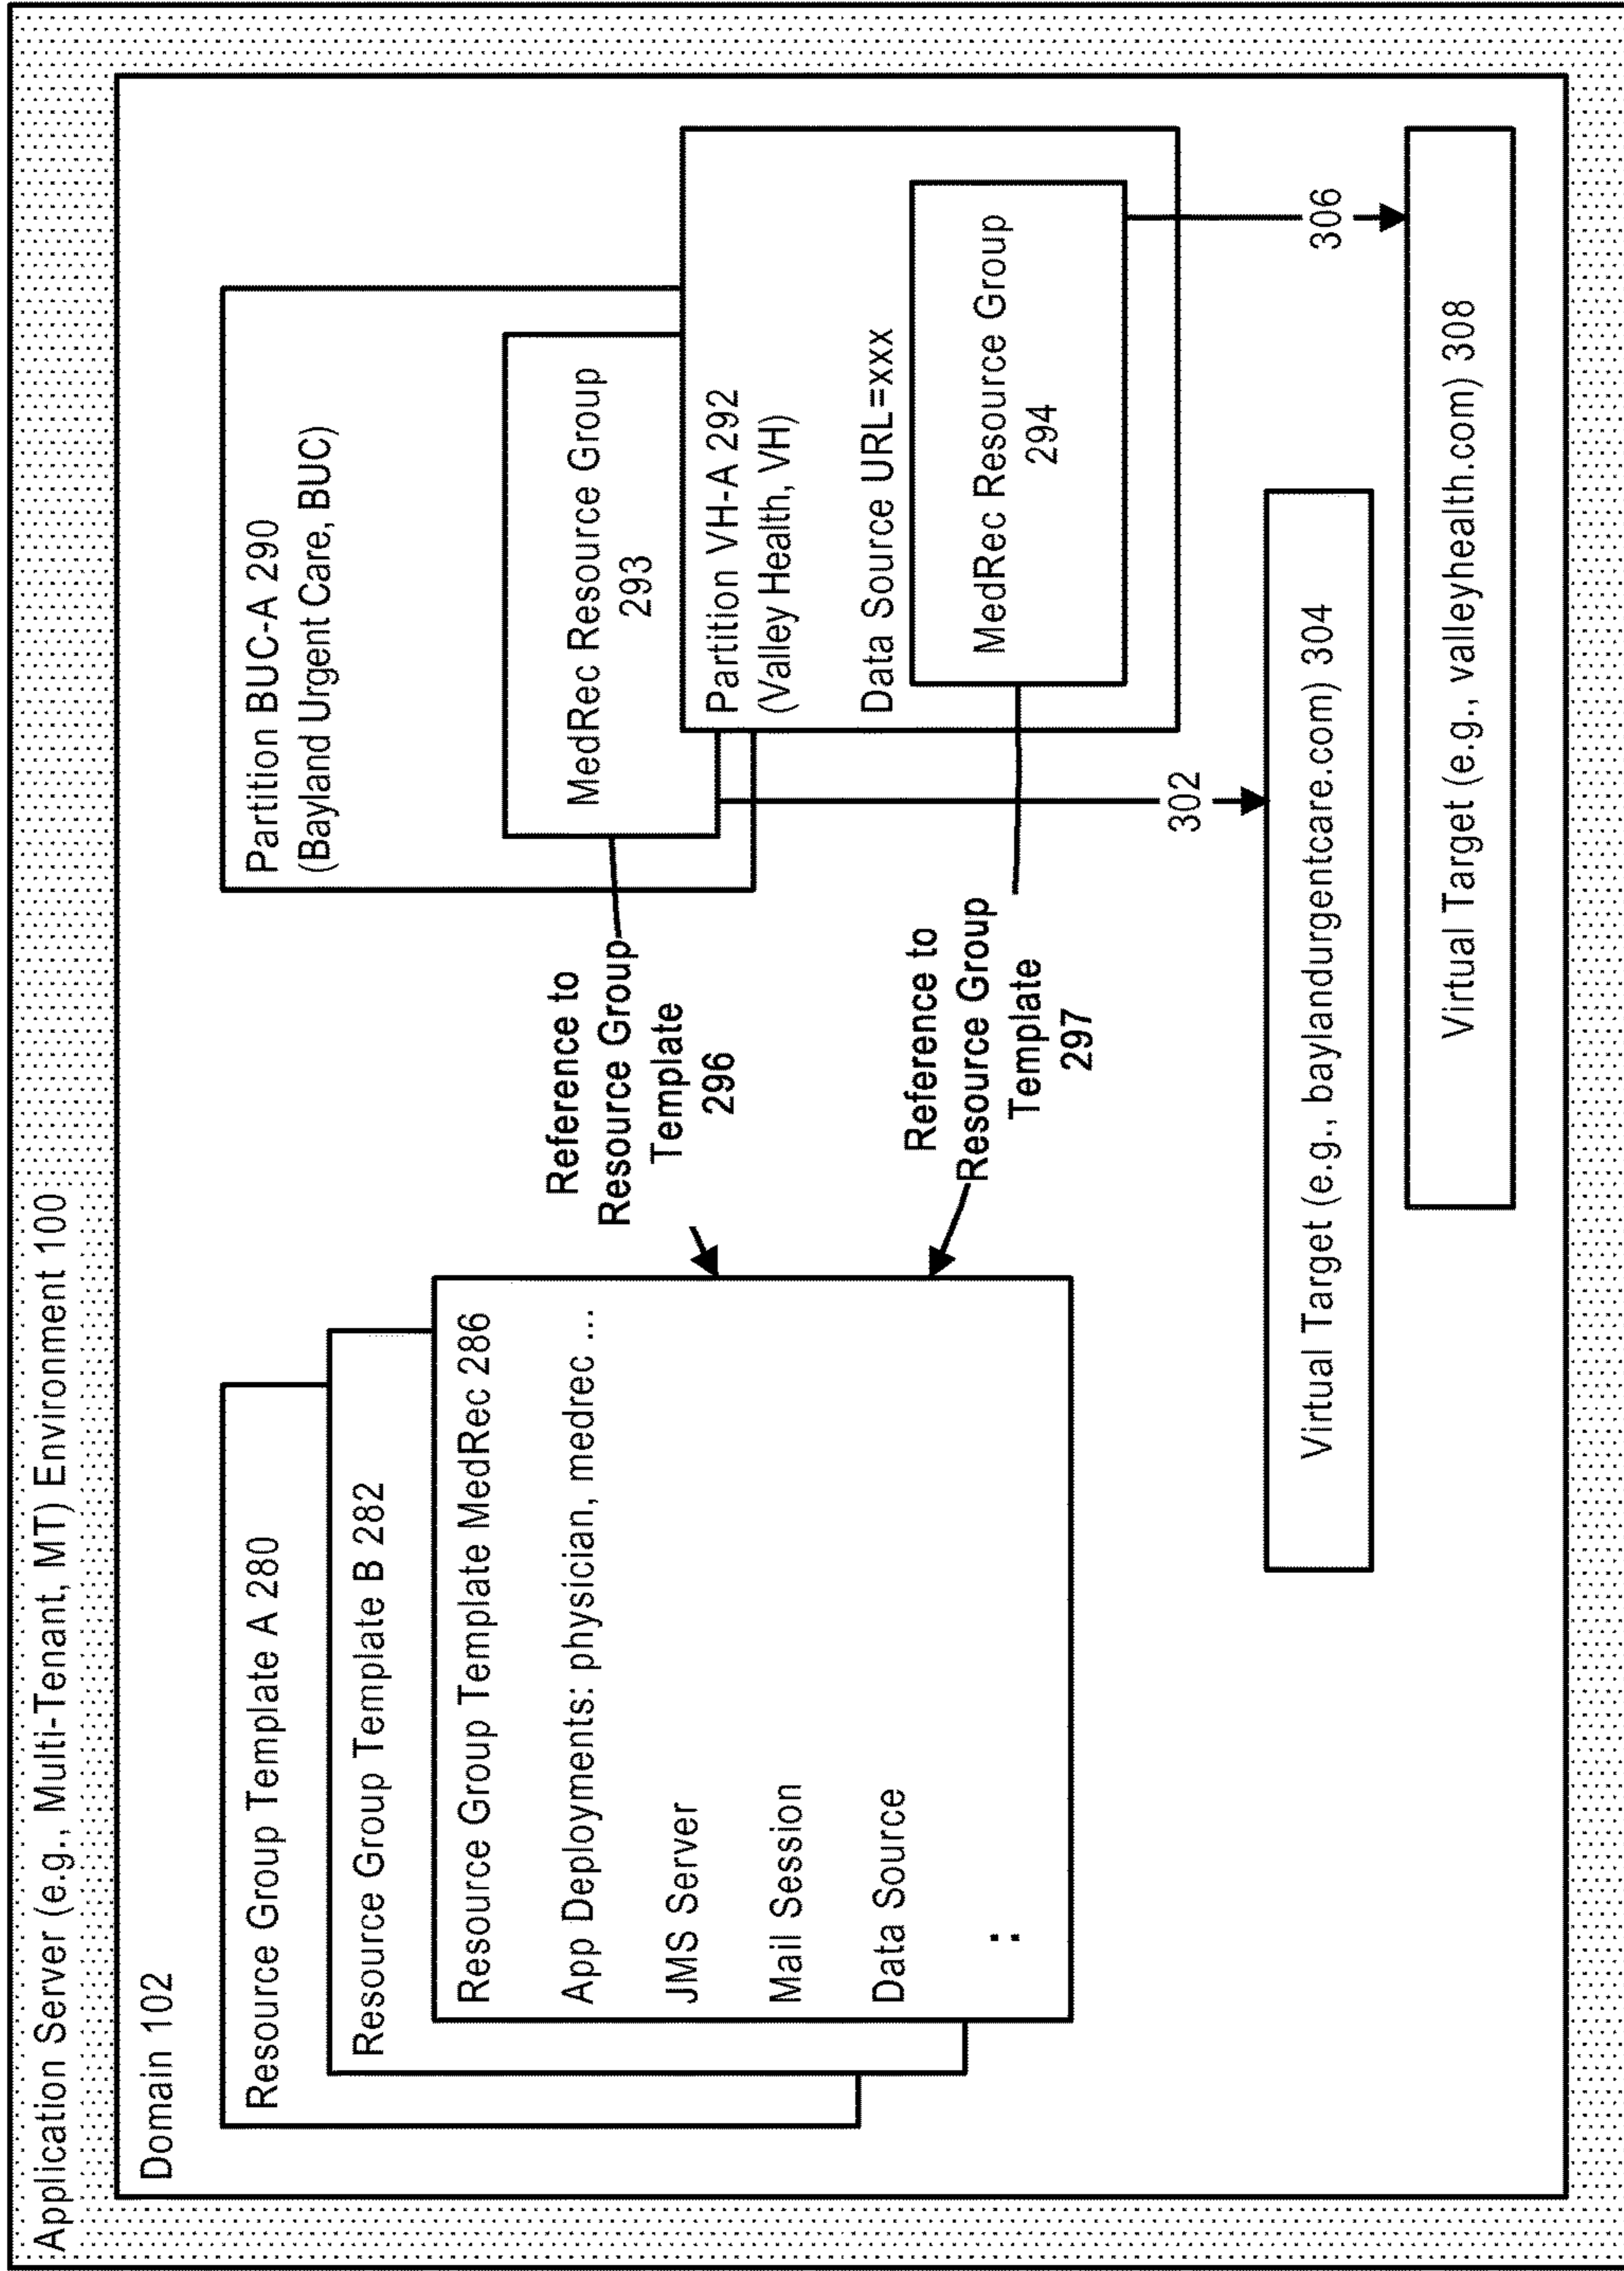 Application Server (e.g., Multi-Tenant, MT) Environment 100
Domain 102
Resource Group Template A 280
Resource Group Template B 282
Resource Group Template MedRec 286
App Deployments: physician, medrec ...
JMS Server
Mail Session
Data Source
:
Reference to
Resource Group
Template
296
Reference to
Resource Group
Template
297
Partition BUC-A 290
(Bayland Urgent Care, BUC)
MedRec Resource Group
293
Partition VH-A 292
(Valley Health, VH)
Data Source URL=xxx
MedRec Resource Group
294
302
306
Virtual Target (e.g., baylandurgentcare.com) 304
Virtual Target (e.g., valleyhealth.com) 308